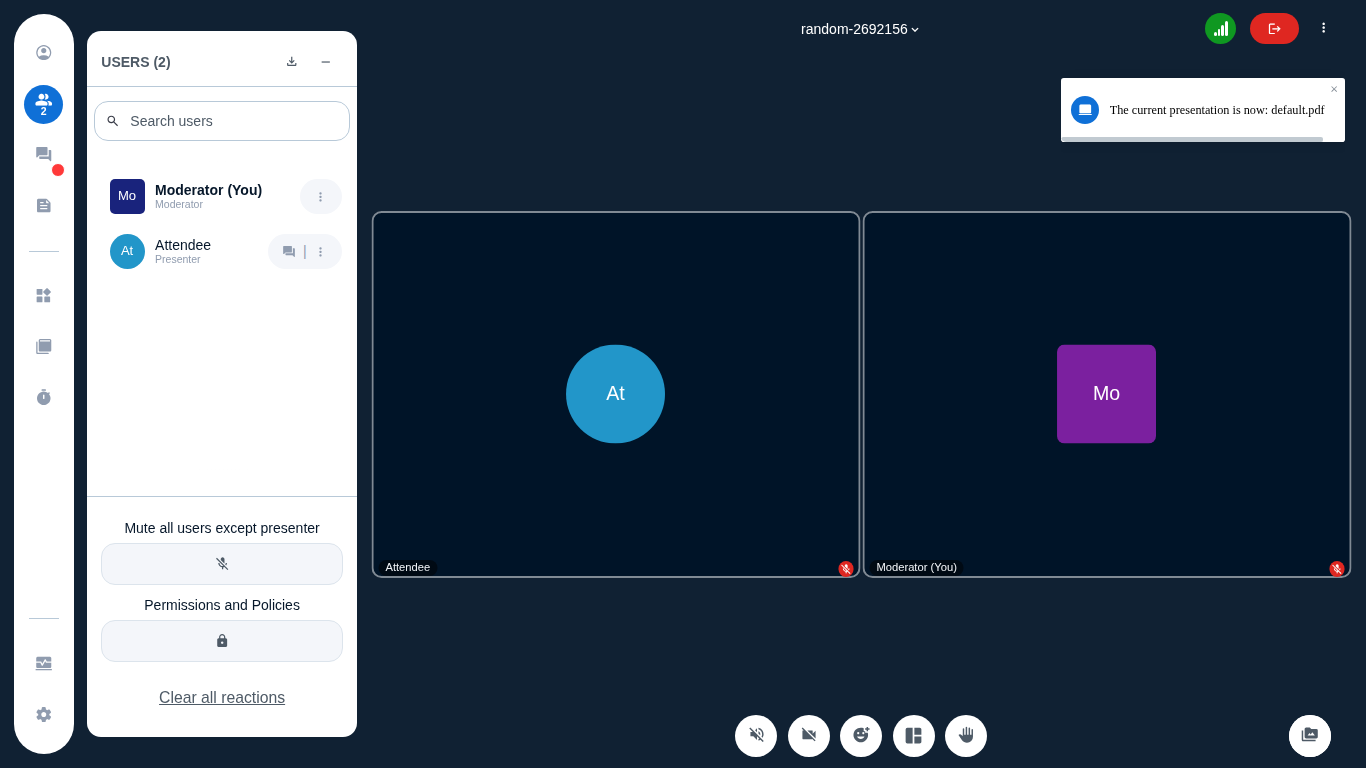 2
USERS (2)
Search users
Mo
Moderator (You)
Moderator
At
Attendee
Presenter
Mute all users except presenter
Permissions and Policies
Clear all reactions
random-2692156
The current presentation is now: default.pdf
At
Attendee
Mo
Moderator (You)